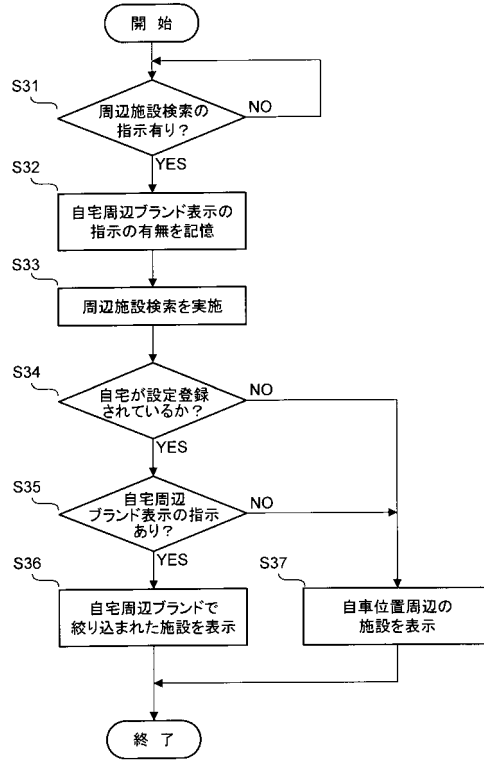 開 始
S31
周辺施設検索の
指示有り？
NO
YES
S32
自宅周辺ブランド表示の
指示の有無を記憶
S33
周辺施設検索を実施
S34
自宅が設定登録
されているか？
NO
YES
S35
自宅周辺
ブランド表示の指示
あり？
NO
YES
S36
自宅周辺ブランドで
絞り込まれた施設を表示
S37
自車位置周辺の
施設を表示
終 了